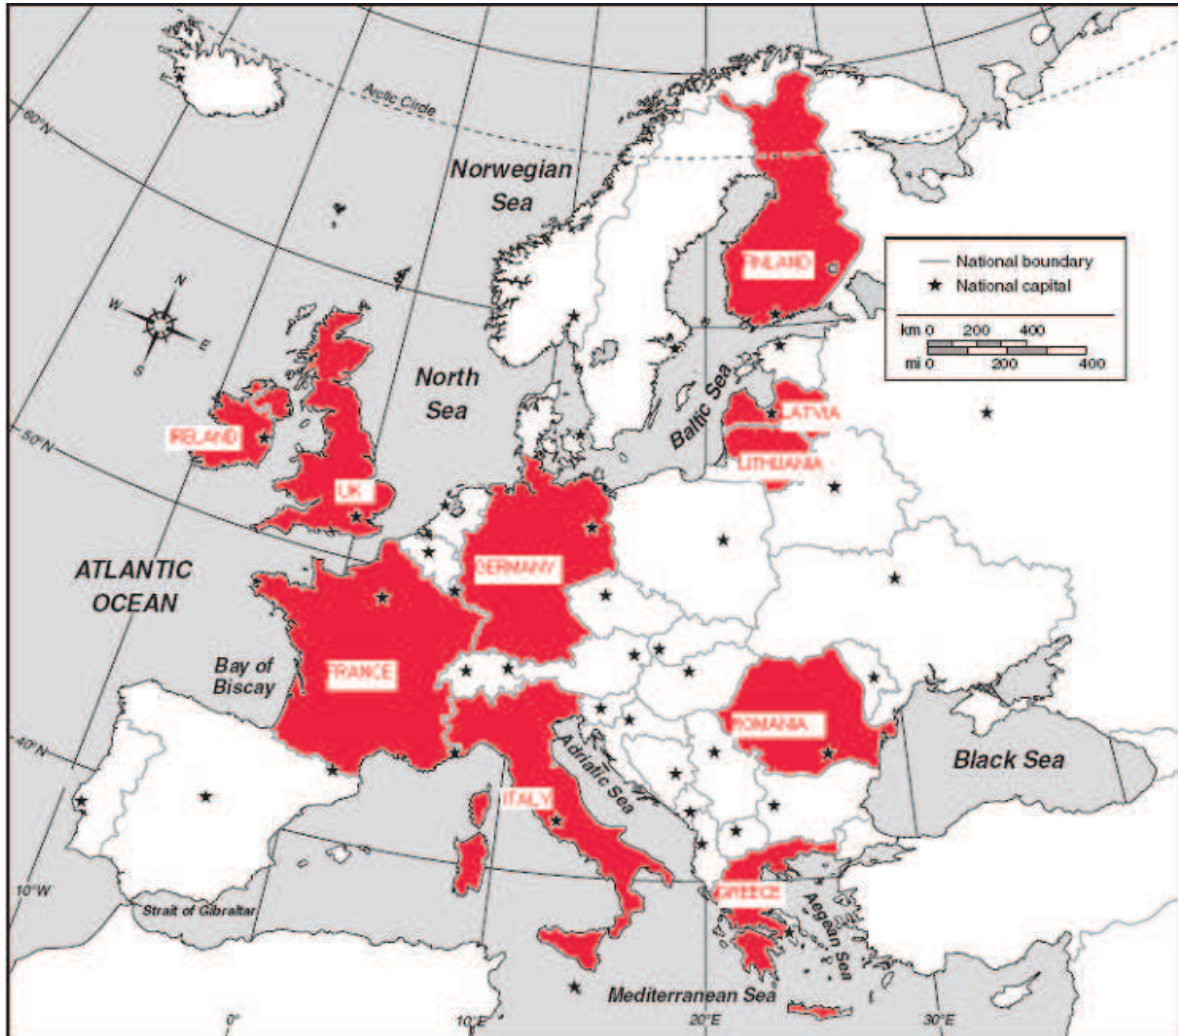 Arctic Circle
60°N
Norwegian
Sea
FINLAND
National boundary
National capital
km 0 200 400
mi 0 200 400
N
W
E
S
North
Sea
Baltic Sea
LATVIA
LITHUANIA
IRELAND
UK
50°N
GERMANY
ATLANTIC
OCEAN
Bay of
Biscay
FRANCE
ROMANIA
Black Sea
Adriatic Sea
ITALY
40°N
GREECE
Aegean Sea
10°W
Strait of Gibraltar
Mediterranean Sea
0°
10°E
20°E
30°E